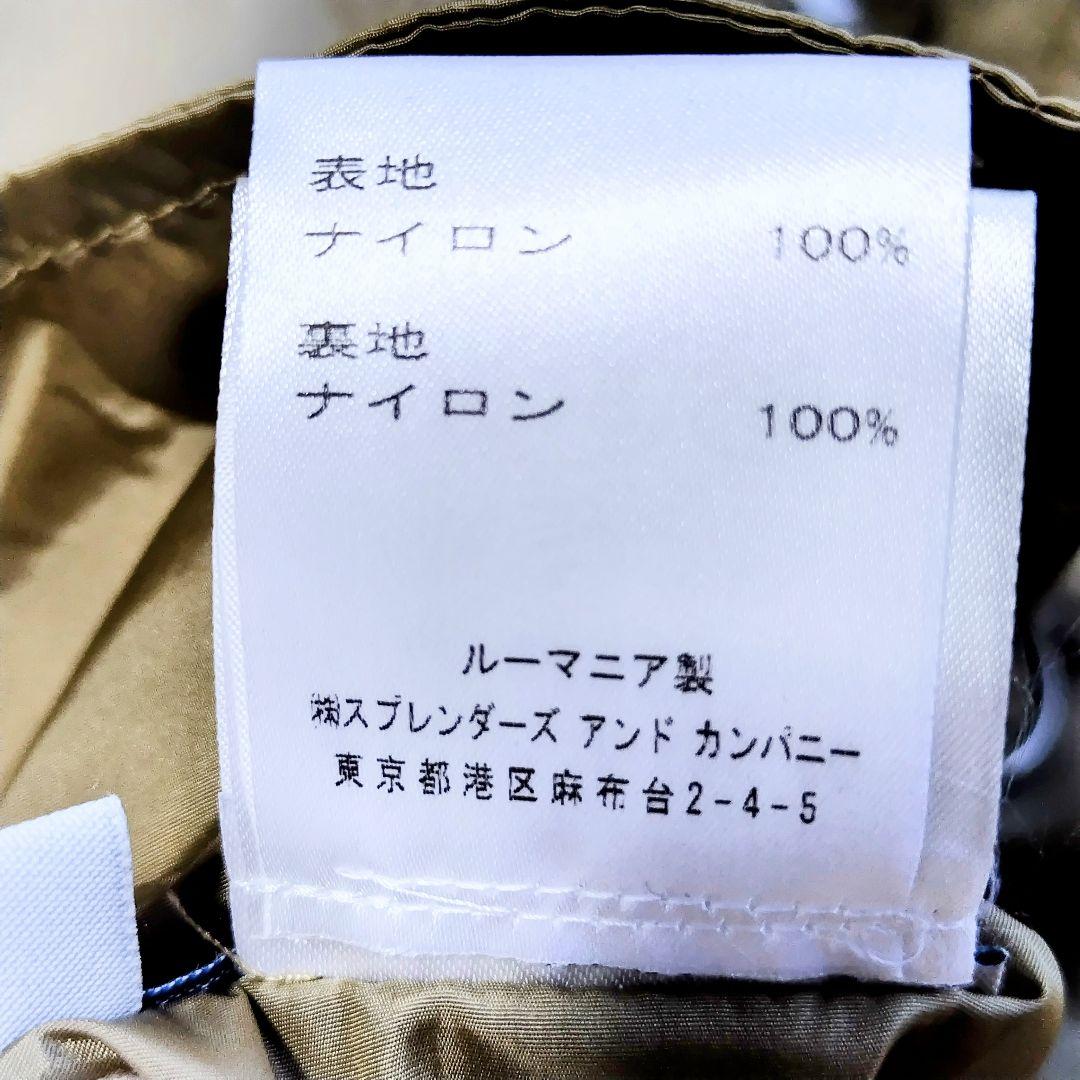 表地
ナイロン 100%
裏地
ナイロン 100%
ルーマニア製
㈱スプレンダーズ アンド カンパニー
東京都港区麻布台2-4-5